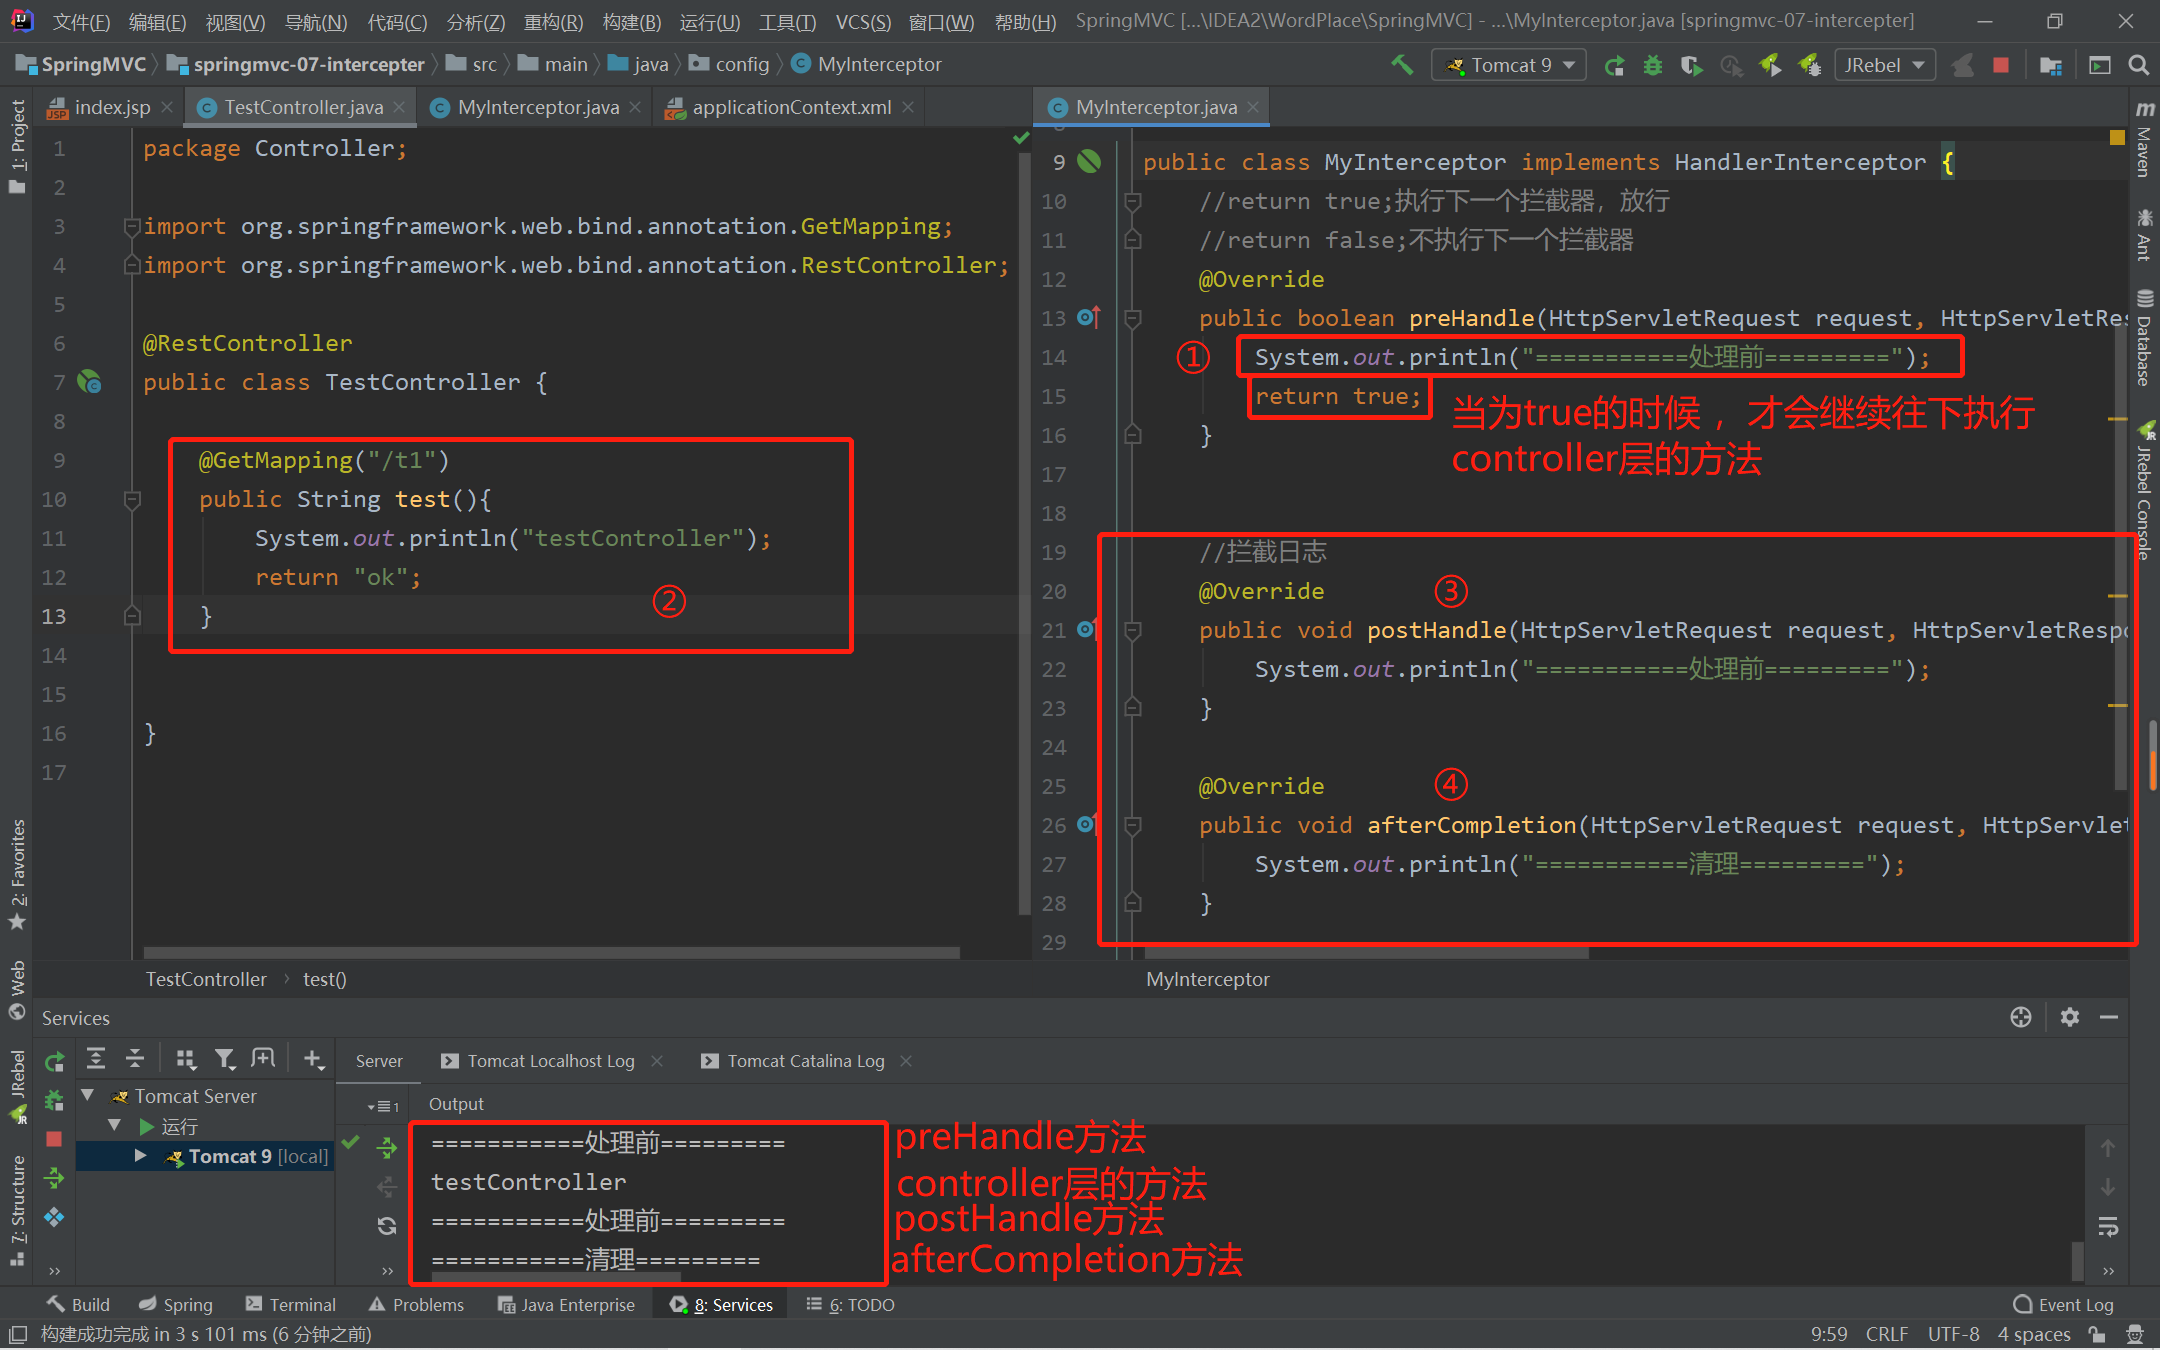 文件(F) 编辑(E) 视图(V) 导航(N) 代码(C) 分析(Z) 重构(R) 构建(B) 运行(U) 工具(T) VCS(S) 窗口(W) 帮助(H) SpringMVC [...\IDEA2\WordPlace\SpringMVC] - ...\MyInterceptor.java [springmvc-07-intercepter]
SpringMVC springmvc-07-intercepter src main java config MyInterceptor Tomcat 9 JRebel
index.jsp TestController.java MyInterceptor.java applicationContext.xml MyInterceptor.java
1: Project
2: Favorites
Web
JRebel
7: Structure
1 package Controller;
2
3 import org.springframework.web.bind.annotation.GetMapping;
4 import org.springframework.web.bind.annotation.RestController;
5
6 @RestController
7 public class TestController {
8
9 @GetMapping("/t1")
10 public String test(){
11 System.out.println("testController");
12 return "ok";
②
13 }
14
15
16 }
17
TestController › test()
9 public class MyInterceptor implements HandlerInterceptor {
10 //return true;执行下一个拦截器，放行
11 //return false;不执行下一个拦截器
12 @Override
13 public boolean preHandle(HttpServletRequest request, HttpServletRes
14 ① System.out.println("===========处理前=========");
15 return true;
当为true的时候，才会继续往下执行
controller层的方法
16 }
17
18
19 //拦截日志
20 @Override ③
21 public void postHandle(HttpServletRequest request, HttpServletRespo
22 System.out.println("===========处理前=========");
23 }
24
25 @Override ④
26 public void afterCompletion(HttpServletRequest request, HttpServlet
27 System.out.println("===========清理=========");
28 }
29
MyInterceptor
Maven
Ant
Database
JRebel Console
Services
Server Tomcat Localhost Log Tomcat Catalina Log
Tomcat Server
运行
Tomcat 9 [local]
1 Output
===========处理前========= preHandle方法
testController controller层的方法
===========处理前========= postHandle方法
===========清理========= afterCompletion方法
Build Spring Terminal Problems Java Enterprise 8: Services 6: TODO Event Log
构建成功完成 in 3 s 101 ms (6 分钟之前) 9:59 CRLF UTF-8 4 spaces